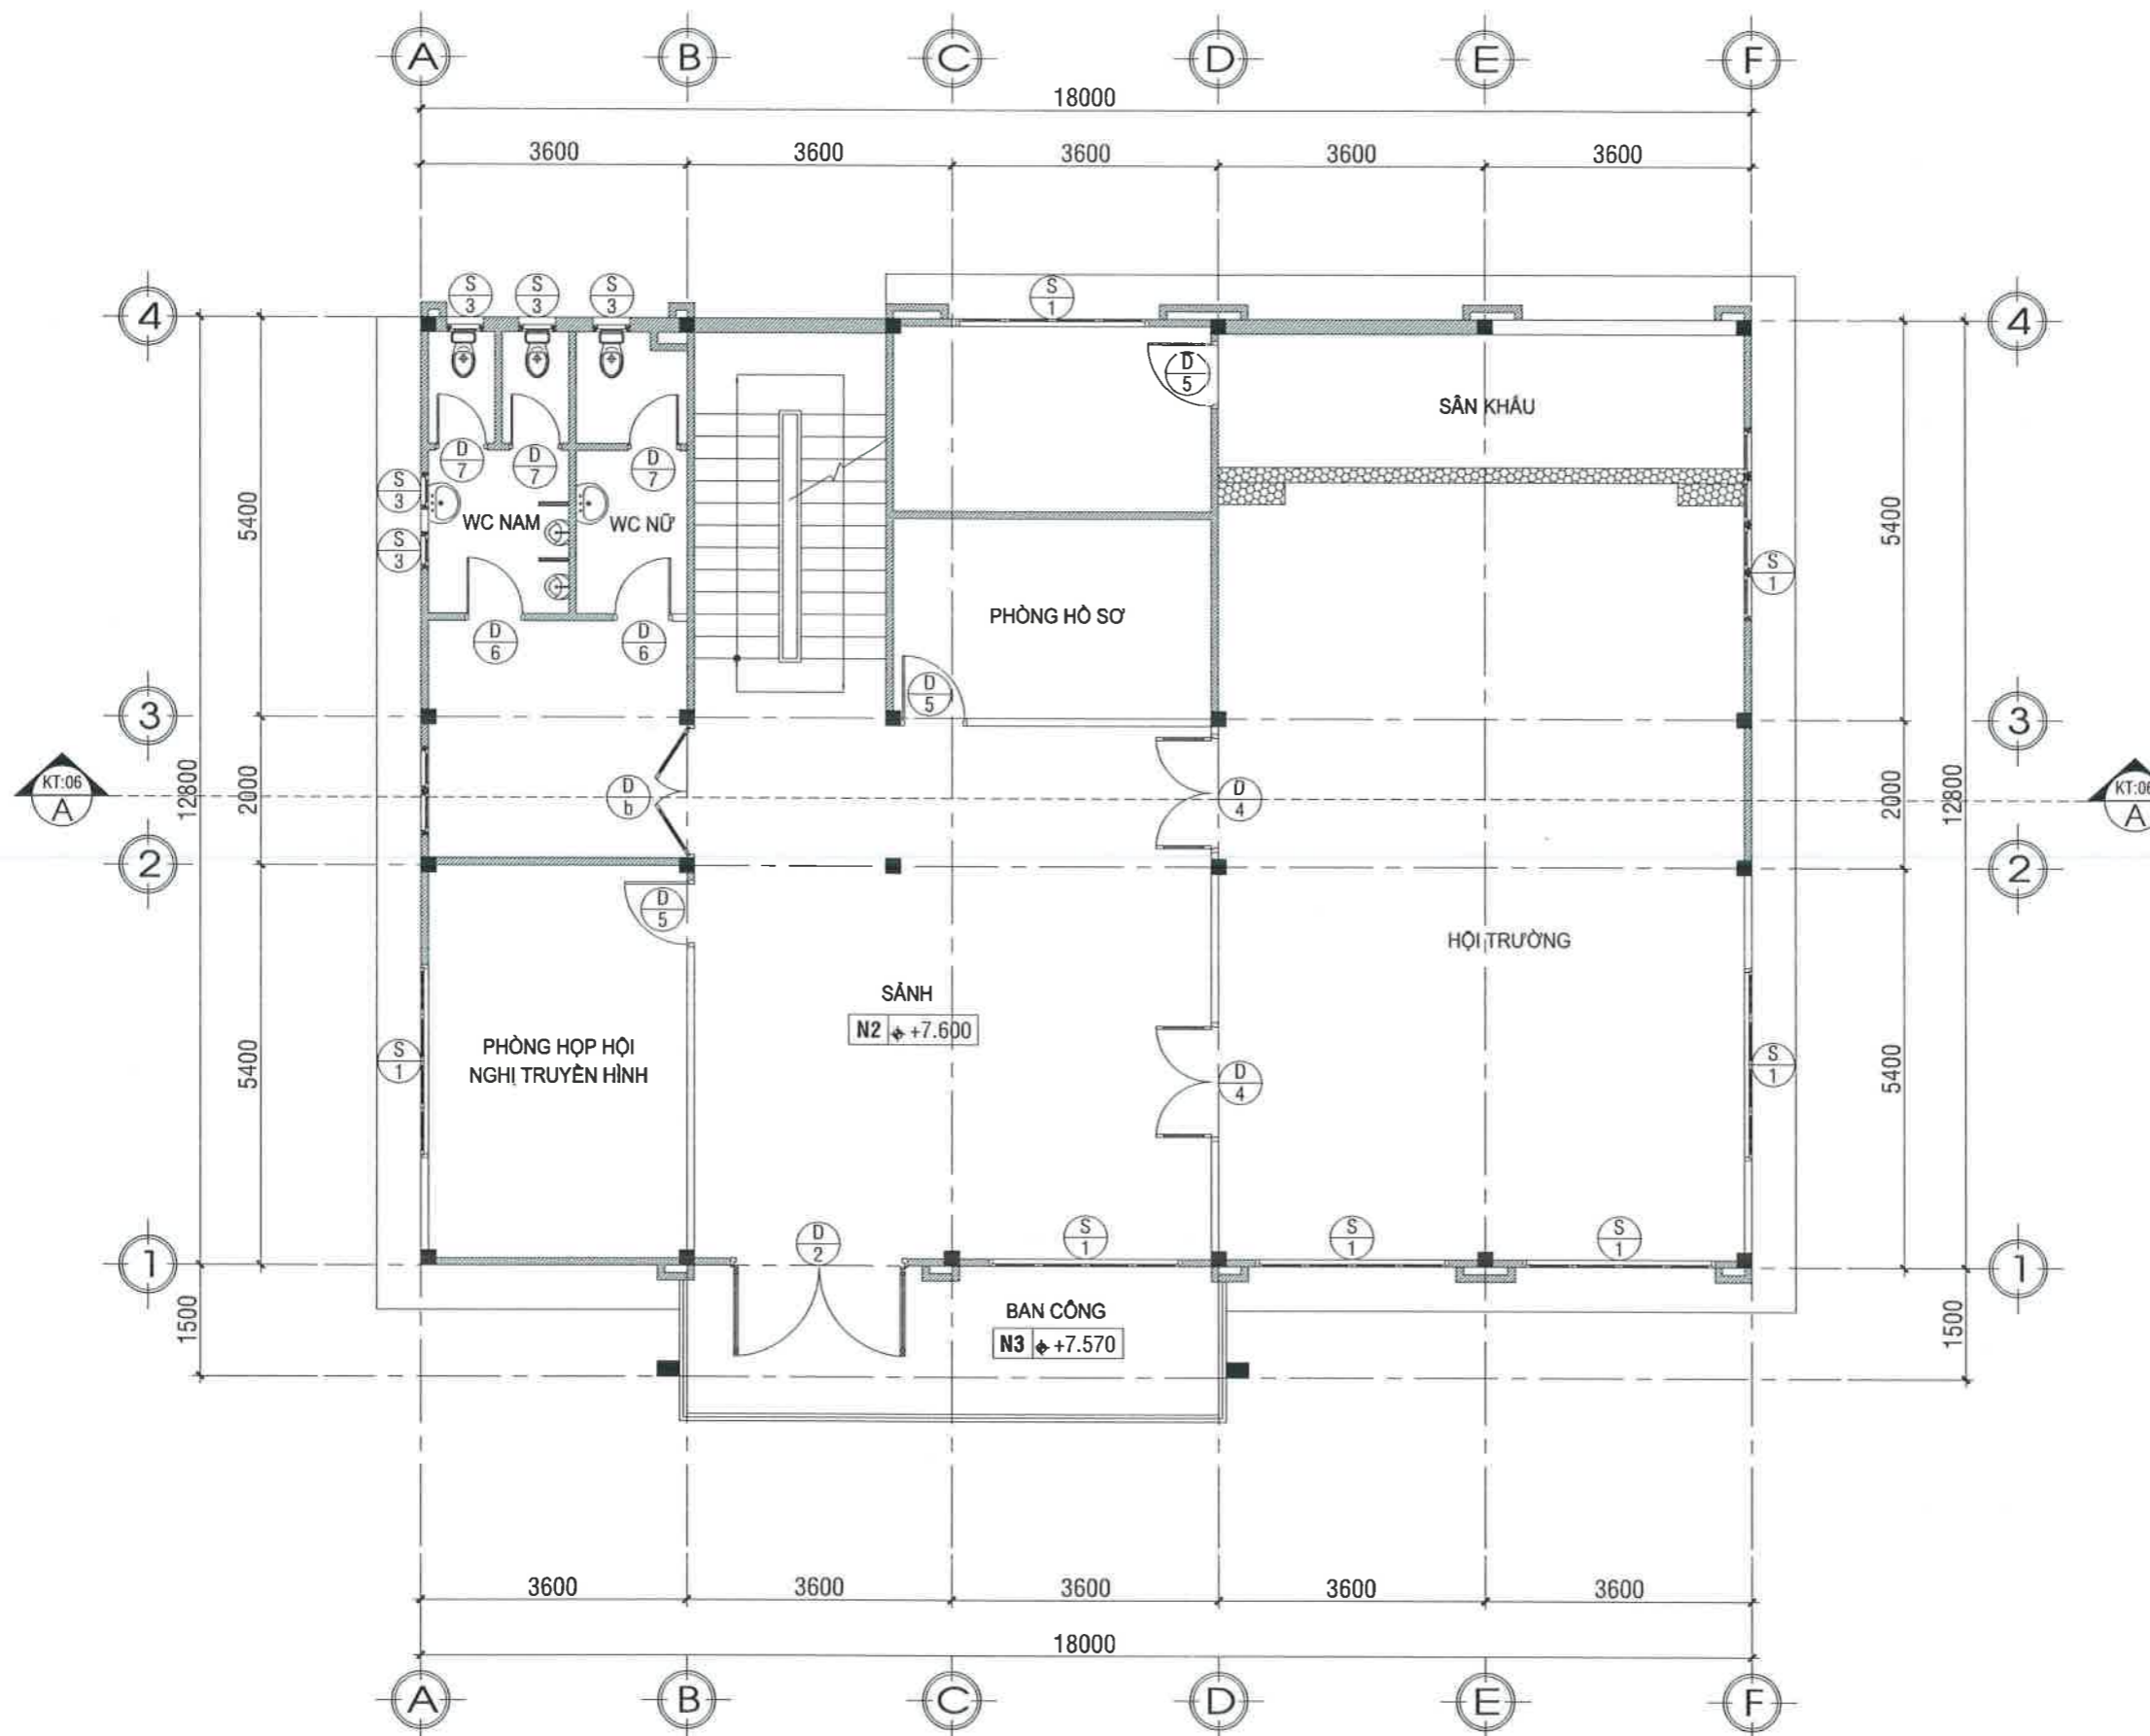 A B C D E F
18000
3600 3600 3600 3600 3600
S
3
S
3
S
3
S
1
4
4
D
5
SÂN KHẤU
D
7
D
7
D
7
S
3
WC NAM
WC NỮ
5400
5400
S
3
S
1
PHÒNG HỒ SƠ
D
6
D
6
D
5
3
3
KT:06
A
12800
2000
D
b
D
4
2000
12800
KT:06
A
2
2
D
5
HỘI TRƯỜNG
SẢNH
N2 +7.600
PHÒNG HỌP HỘI
NGHỊ TRUYỀN HÌNH
S
1
5400
D
4
S
1
5400
D
2
S
1
S
1
S
1
1
1
1500
BAN CÔNG
N3 +7.570
1500
3600 3600 3600 3600 3600
18000
A B C D E F